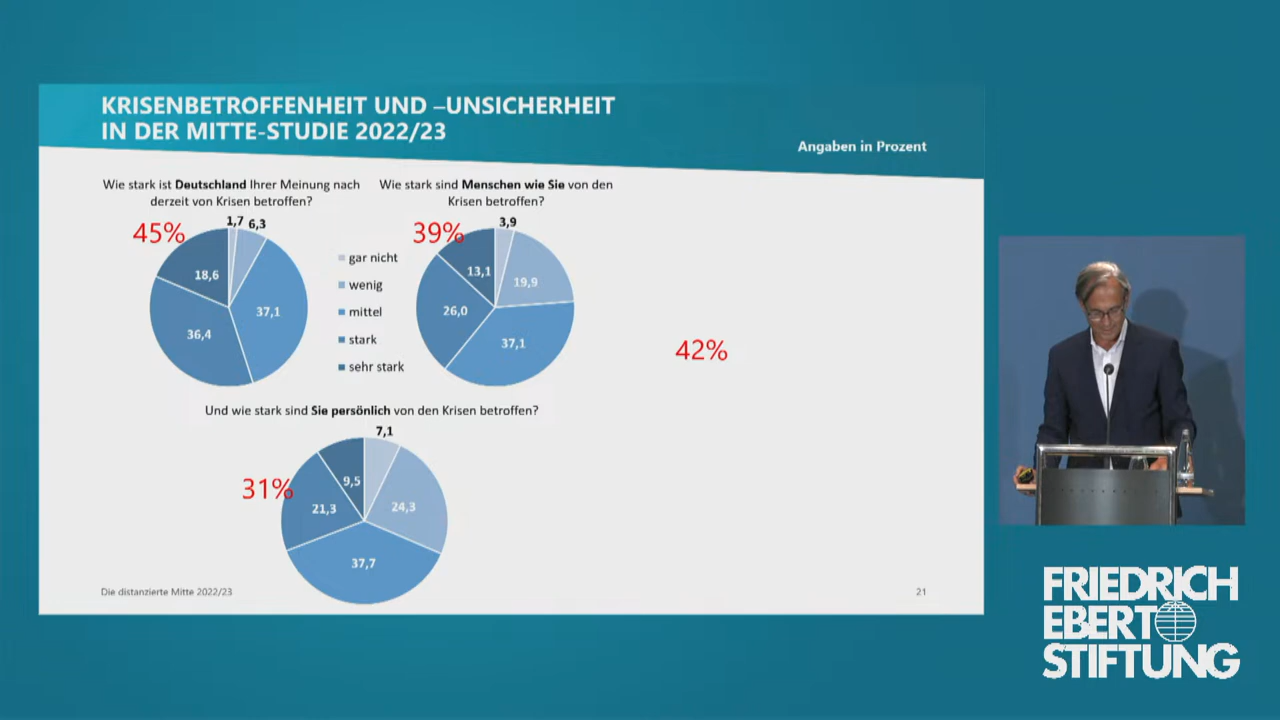 KRISENBETROFFENHEIT UND –UNSICHERHEIT
IN DER MITTE-STUDIE 2022/23
Angaben in Prozent
Wie stark ist Deutschland Ihrer Meinung nach
derzeit von Krisen betroffen?
45%
1,7
6,3
18,6
37,1
36,4
gar nicht
wenig
mittel
stark
sehr stark
Wie stark sind Menschen wie Sie von den
Krisen betroffen?
39%
3,9
13,1
19,9
26,0
37,1
42%
Und wie stark sind Sie persönlich von den Krisen betroffen?
31%
7,1
9,5
24,3
21,3
37,7
Die distanzierte Mitte 2022/23
21
FRIEDRICH
EBERT
STIFTUNG